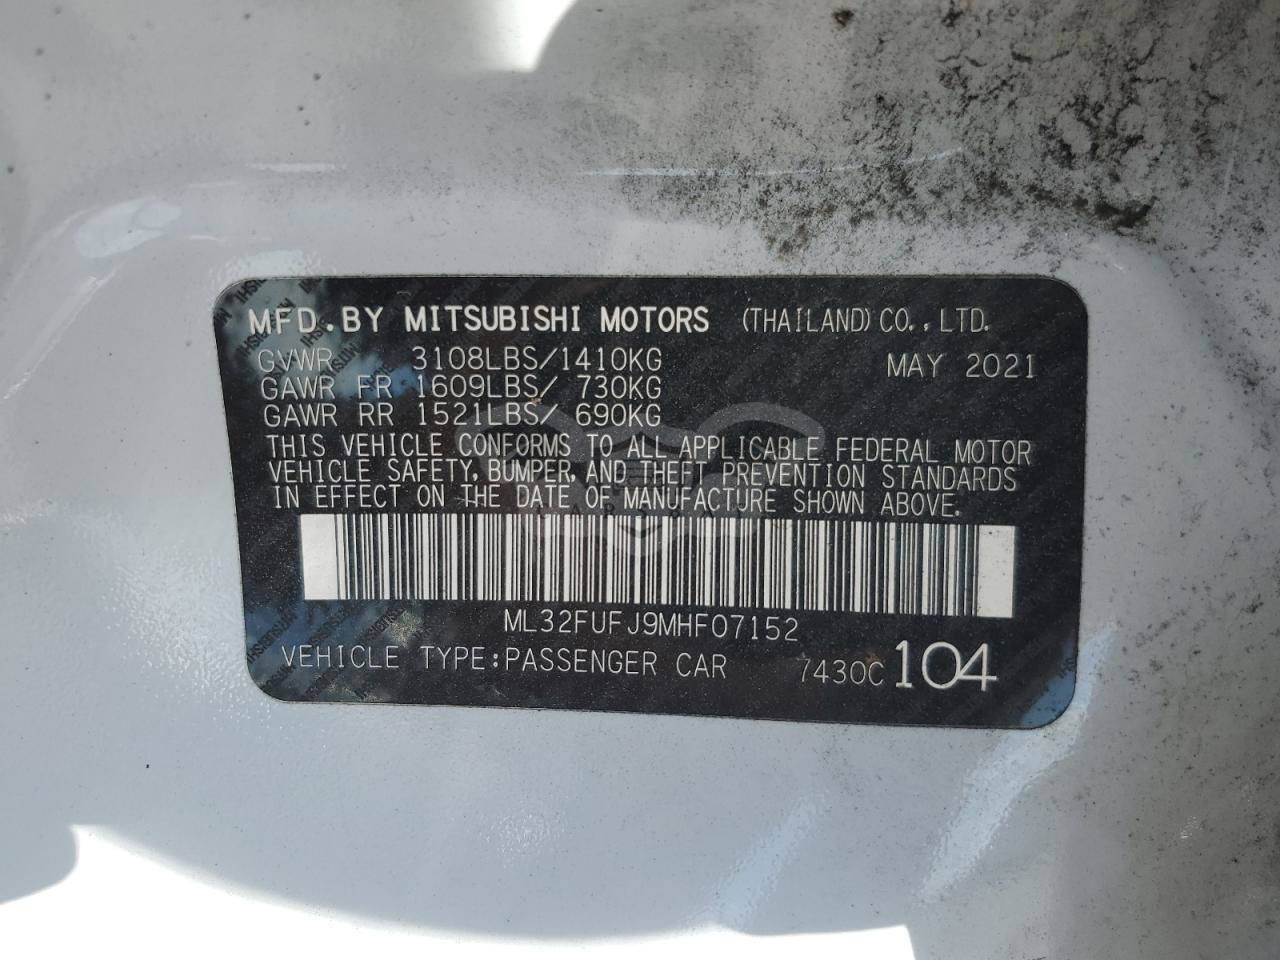 MFD.BY MITSUBISHI MOTORS (THAILAND) CO.,LTD.
GVWR 3108LBS/1410KG MAY 2021
GAWR FR 1609LBS/ 730KG
GAWR RR 1521LBS/ 690KG
THIS VEHICLE CONFORMS TO ALL APPLICABLE FEDERAL MOTOR
VEHICLE SAFETY, BUMPER, AND THEFT PREVENTION STANDARDS
IN EFFECT ON THE DATE OF MANUFACTURE SHOWN ABOVE.
ML32FUFJ9MHF07152
VEHICLE TYPE:PASSENGER CAR 7430C 104